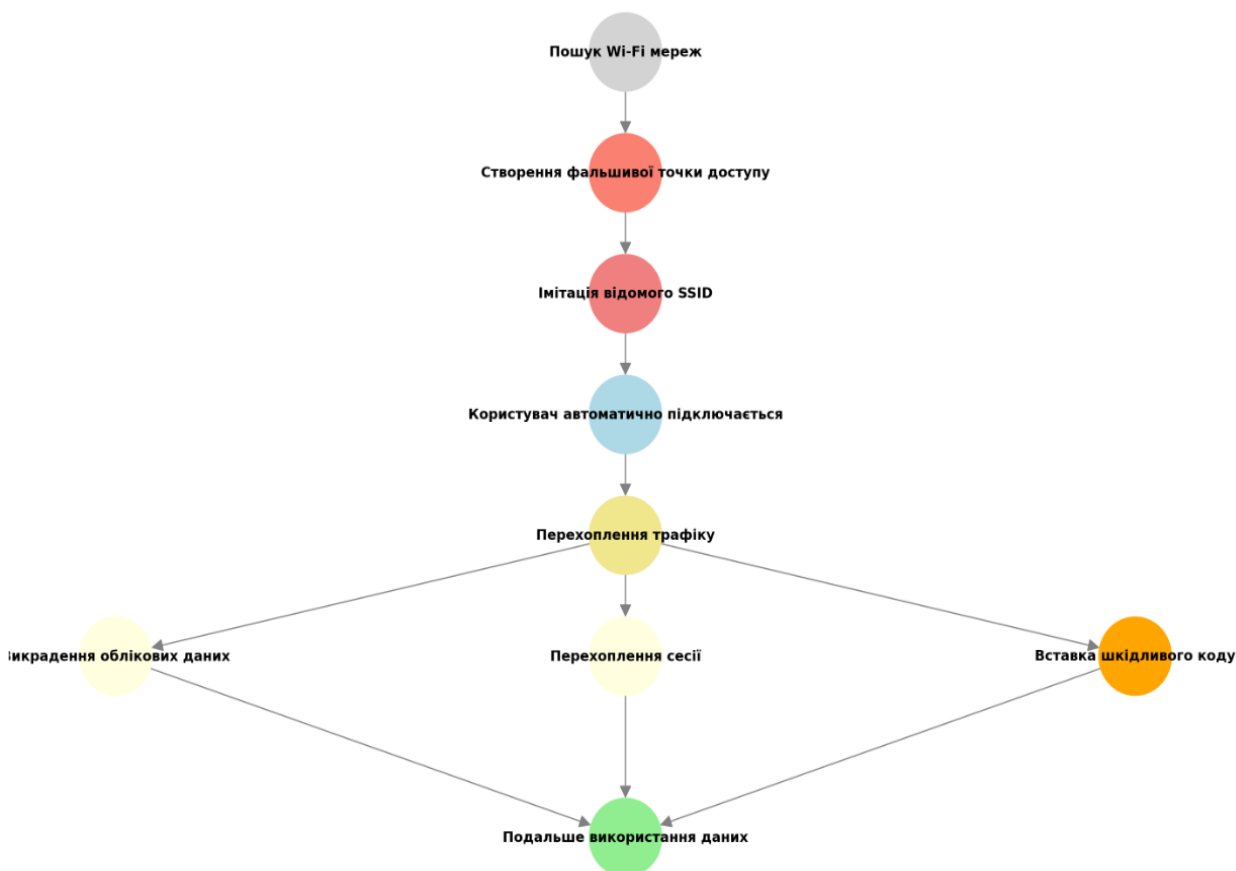 Пошук Wi-Fi мереж
Створення фальшивої точки доступу
Імітація відомого SSID
Користувач автоматично підключається
Перехоплення трафіку
икрадення облікових даних
Перехоплення сесії
Вставка шкідливого коду
Подальше використання даних